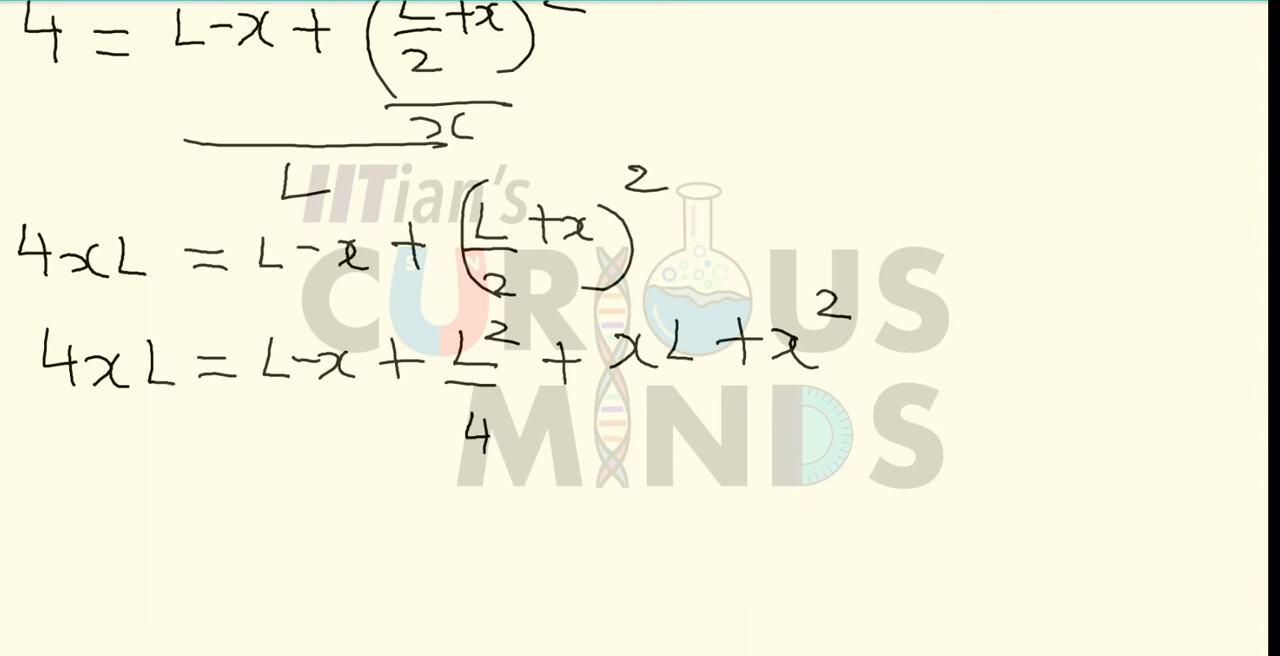 4 = L-x + (L/2 +x)²/x
L
IITian's
4xL = L-x + (L/2 +x)²
CURIOUS
4xL = L-x + L²/4 + xL + x²
MINDS